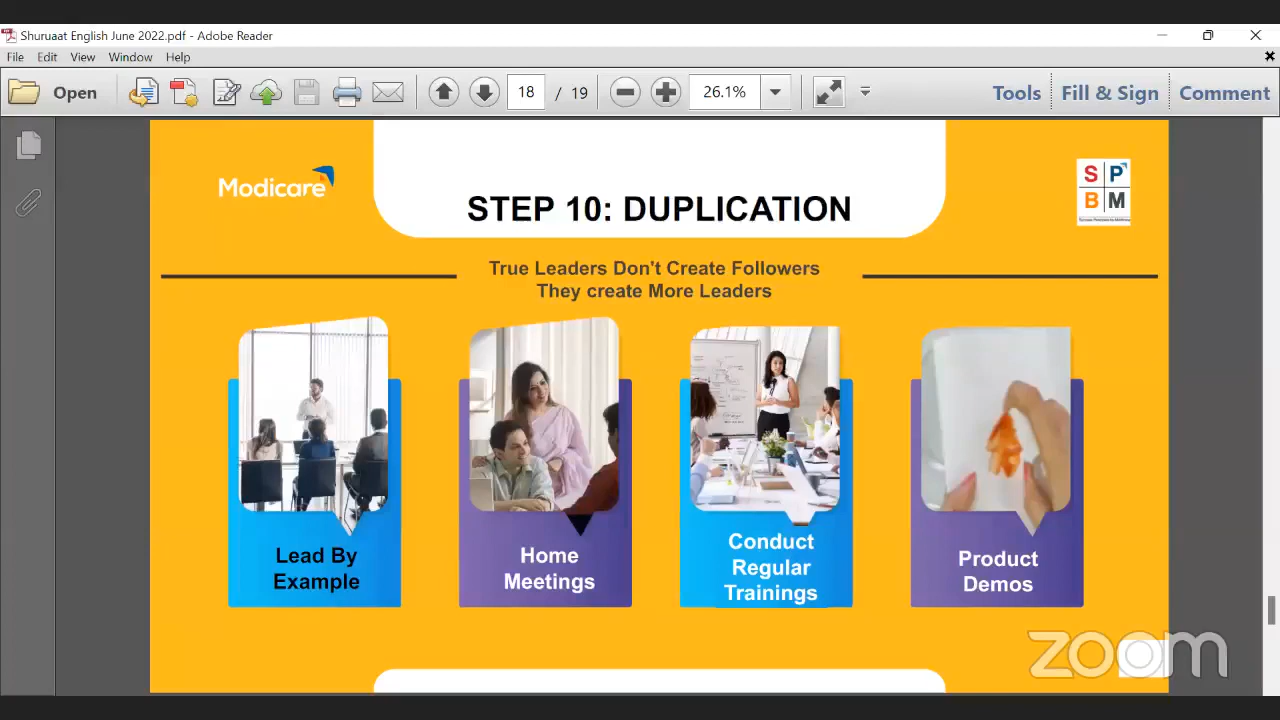 Shuruaat English June 2022.pdf - Adobe Reader
File Edit View Window Help
Open 18 / 19 26.1% Tools Fill & Sign Comment
Modicare
S P
B M
STEP 10: DUPLICATION
True Leaders Don't Create Followers
They create More Leaders
Lead By
Example
Home
Meetings
Conduct
Regular
Trainings
Product
Demos
zoom